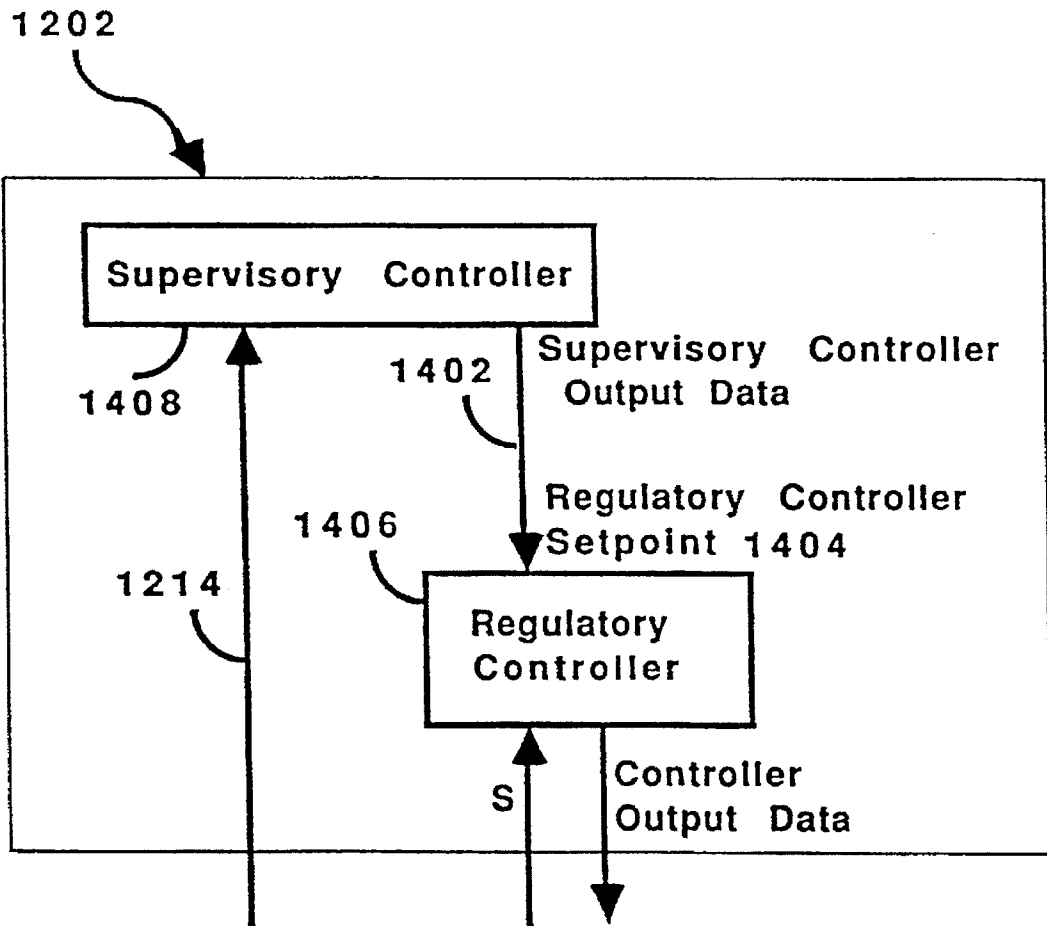 1202
Supervisory Controller
1408
1402
Supervisory Controller
Output Data
Regulatory Controller
Setpoint 1404
1406
1214
Regulatory
Controller
S
Controller
Output Data